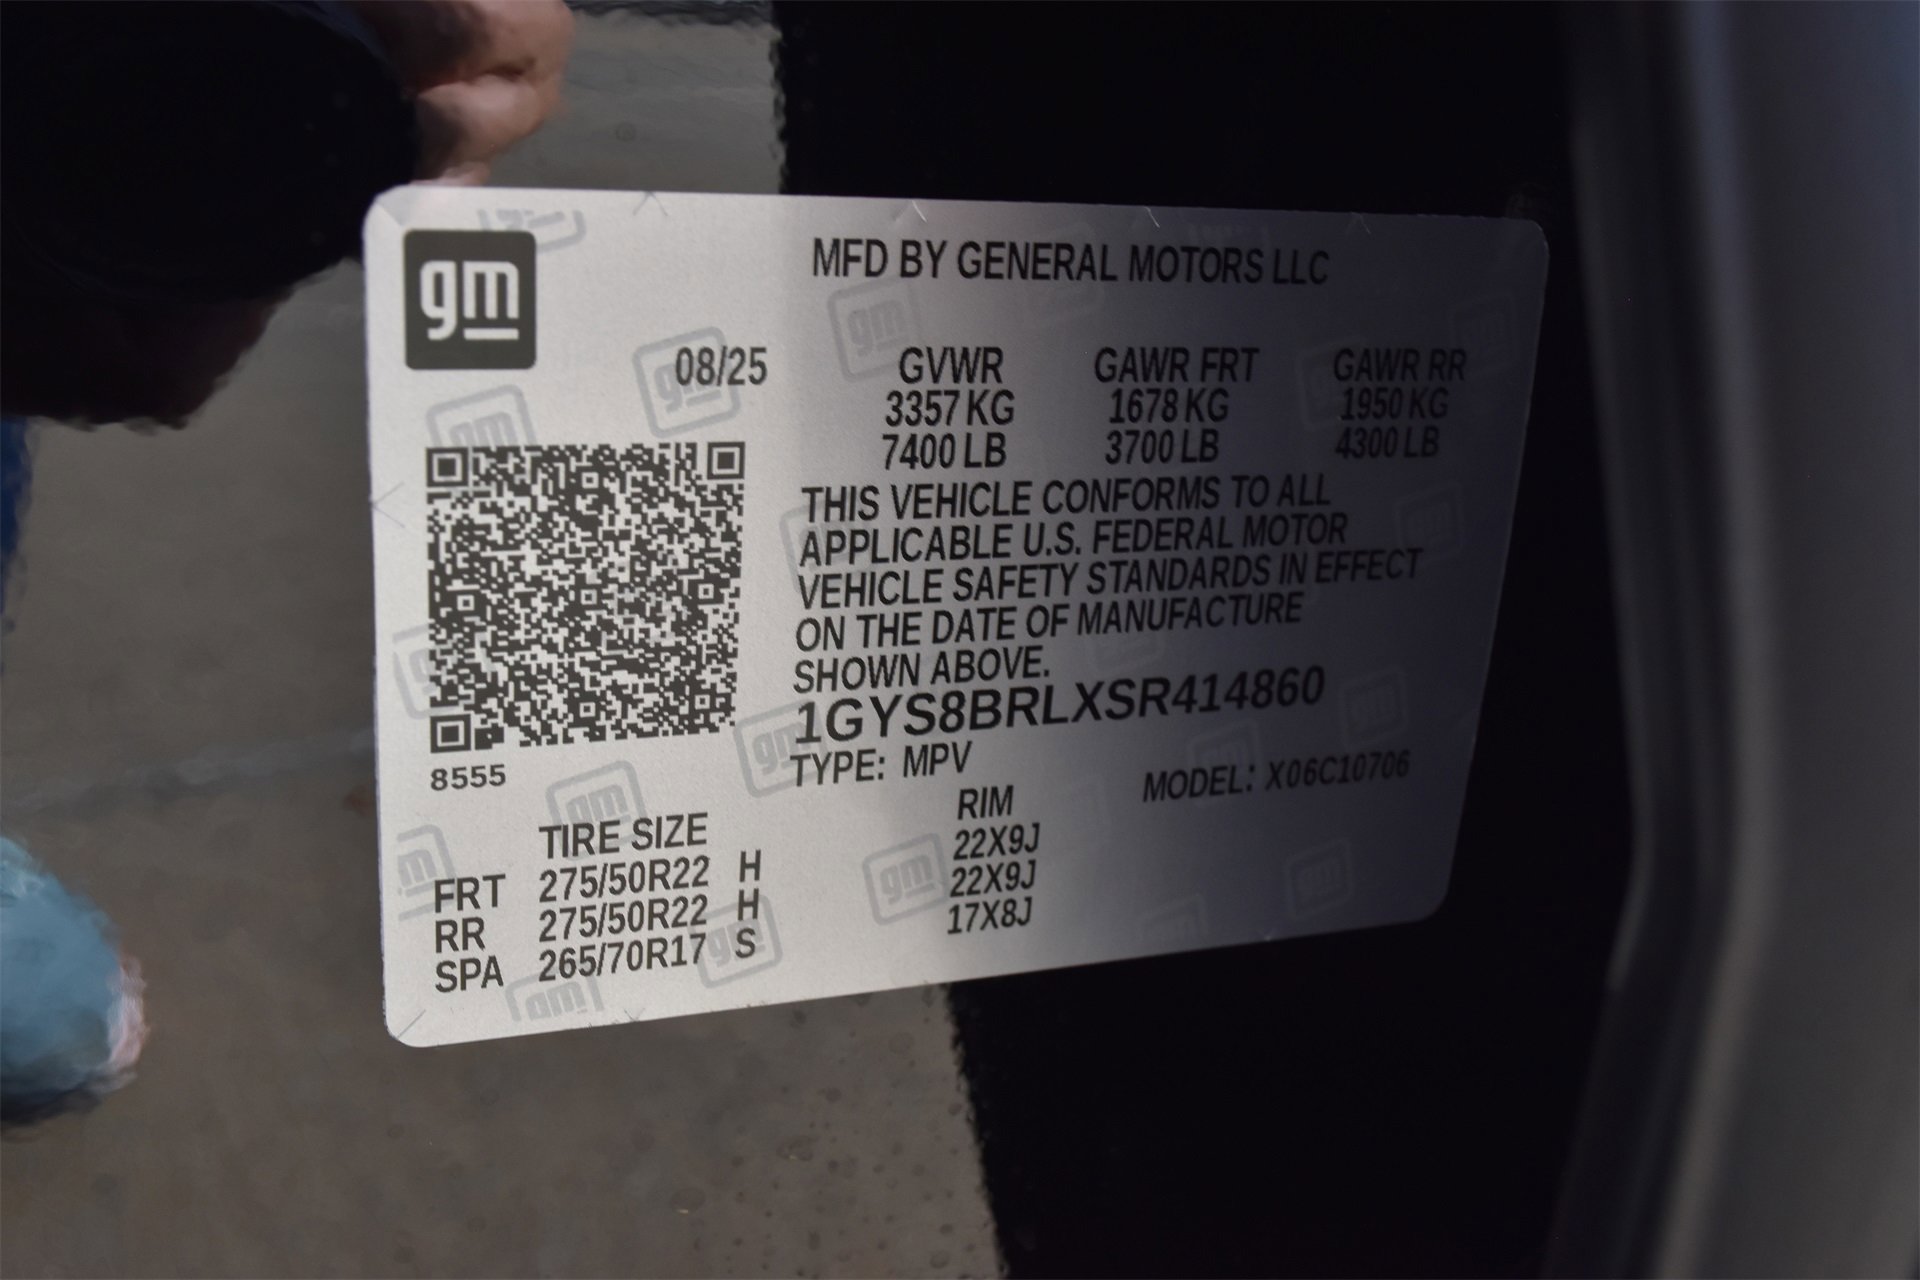 gm
MFD BY GENERAL MOTORS LLC
08/25
GVWR GAWR FRT GAWR RR
3357 KG 1678 KG 1950 KG
7400 LB 3700 LB 4300 LB
THIS VEHICLE CONFORMS TO ALL
APPLICABLE U.S. FEDERAL MOTOR
VEHICLE SAFETY STANDARDS IN EFFECT
ON THE DATE OF MANUFACTURE
SHOWN ABOVE.
1GYS8BRLXSR414860
TYPE: MPV MODEL: X06C10706
8555
TIRE SIZE RIM
FRT 275/50R22 H 22X9J
RR 275/50R22 H 22X9J
SPA 265/70R17 S 17X8J